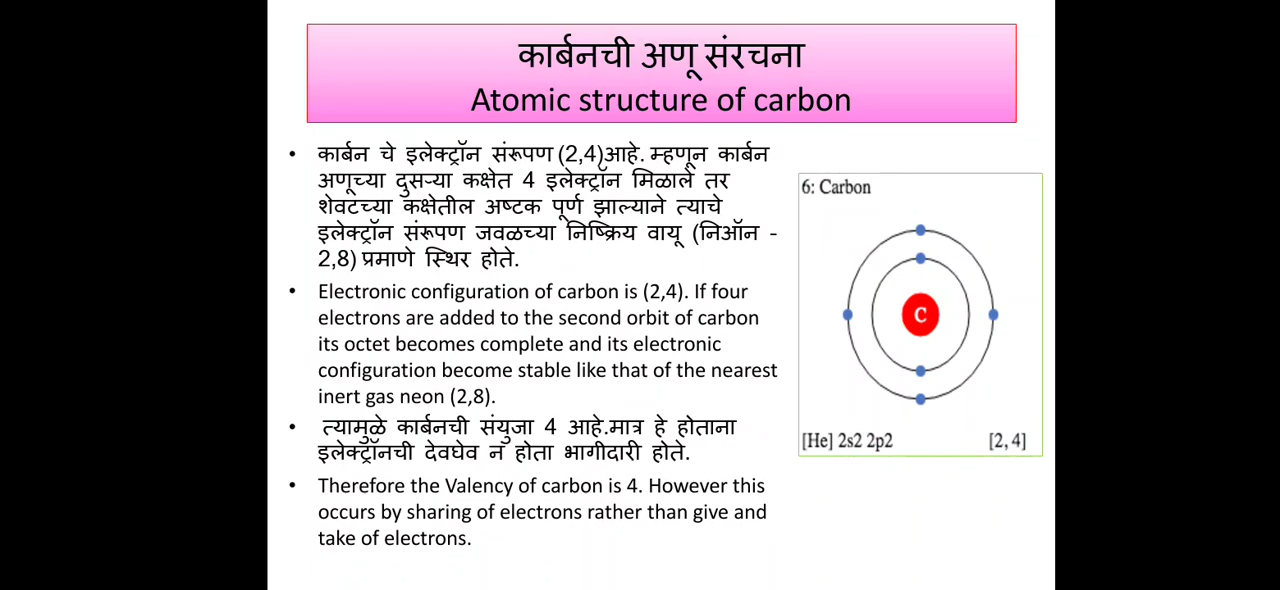 कार्बनची अणू संरचना
Atomic structure of carbon
• कार्बन चे इलेक्ट्रॉन संरूपण (2,4)आहे. म्हणून कार्बन
अणूच्या दुसऱ्या कक्षेत 4 इलेक्ट्रॉन मिळाले तर
शेवटच्या कक्षेतील अष्टक पूर्ण झाल्याने त्याचे
इलेक्ट्रॉन संरूपण जवळच्या निष्क्रिय वायू (निऑन -
2,8) प्रमाणे स्थिर होते.
• Electronic configuration of carbon is (2,4). If four
electrons are added to the second orbit of carbon
its octet becomes complete and its electronic
configuration become stable like that of the nearest
inert gas neon (2,8).
• त्यामुळे कार्बनची संयुजा 4 आहे.मात्र हे होताना
इलेक्ट्रॉनची देवघेव न होता भागीदारी होते.
• Therefore the Valency of carbon is 4. However this
occurs by sharing of electrons rather than give and
take of electrons.
6: Carbon
C
[He] 2s2 2p2 [2, 4]